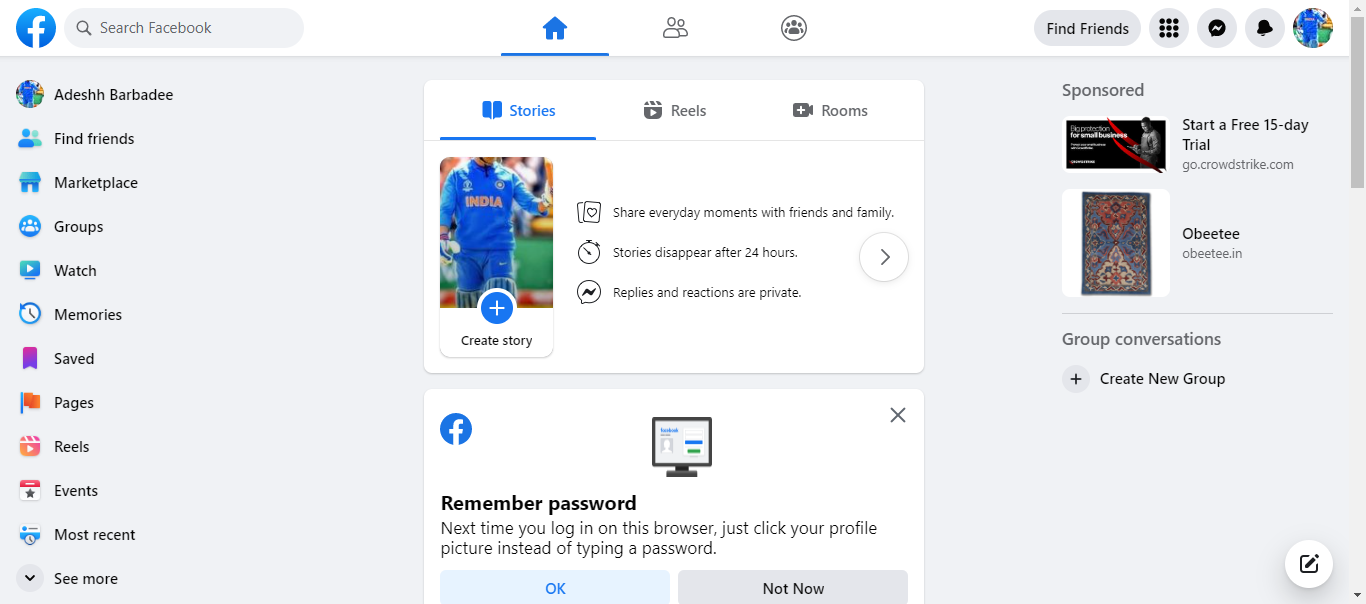 Search Facebook
Find Friends
Adeshh Barbadee
Find friends
Marketplace
Groups
Watch
Memories
Saved
Pages
Reels
Events
Most recent
See more
Stories
Reels
Rooms
INDIA
Create story
Share everyday moments with friends and family.
Stories disappear after 24 hours.
Replies and reactions are private.
facebook
Remember password
Next time you log in on this browser, just click your profile
picture instead of typing a password.
OK
Not Now
Sponsored
Big protection
for small business
CROWDSTRIKE
Start a Free 15-day
Trial
go.crowdstrike.com
Obeetee
obeetee.in
Group conversations
Create New Group